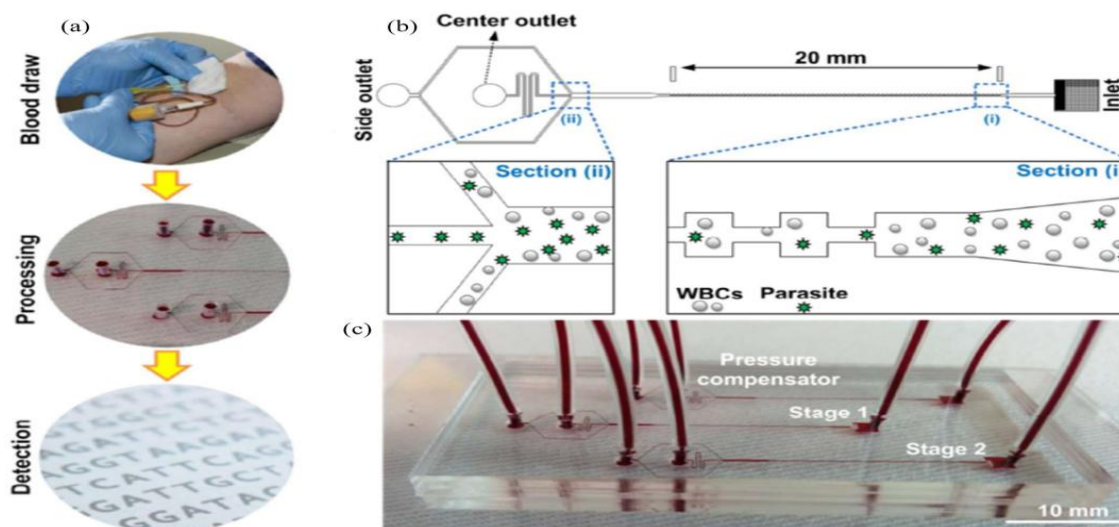 (a)
Blood draw
Processing
Detection
(b)
Center outlet
Side outlet
20 mm
Inlet
(ii)
(i)
Section (ii)
Section (i
WBCs
Parasite
(c)
Pressure
compensator
Stage 1
Stage 2
10 mm